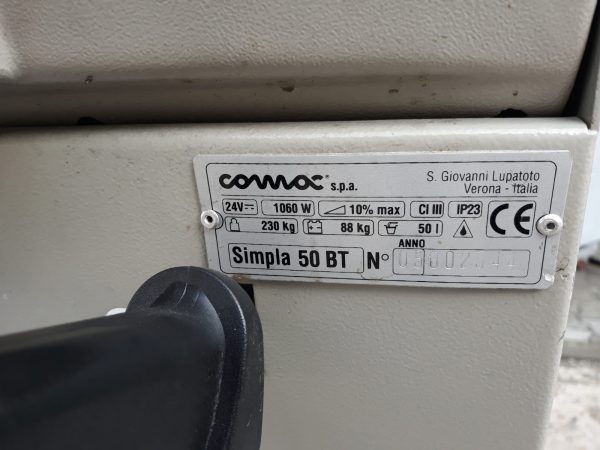 comac s.p.a.
S. Giovanni Lupatoto
Verona - Italia
24V 1060 W 10% max Cl III IP23 CE
230 kg 88 kg 50 l
ANNO
Simpla 50 BT N°